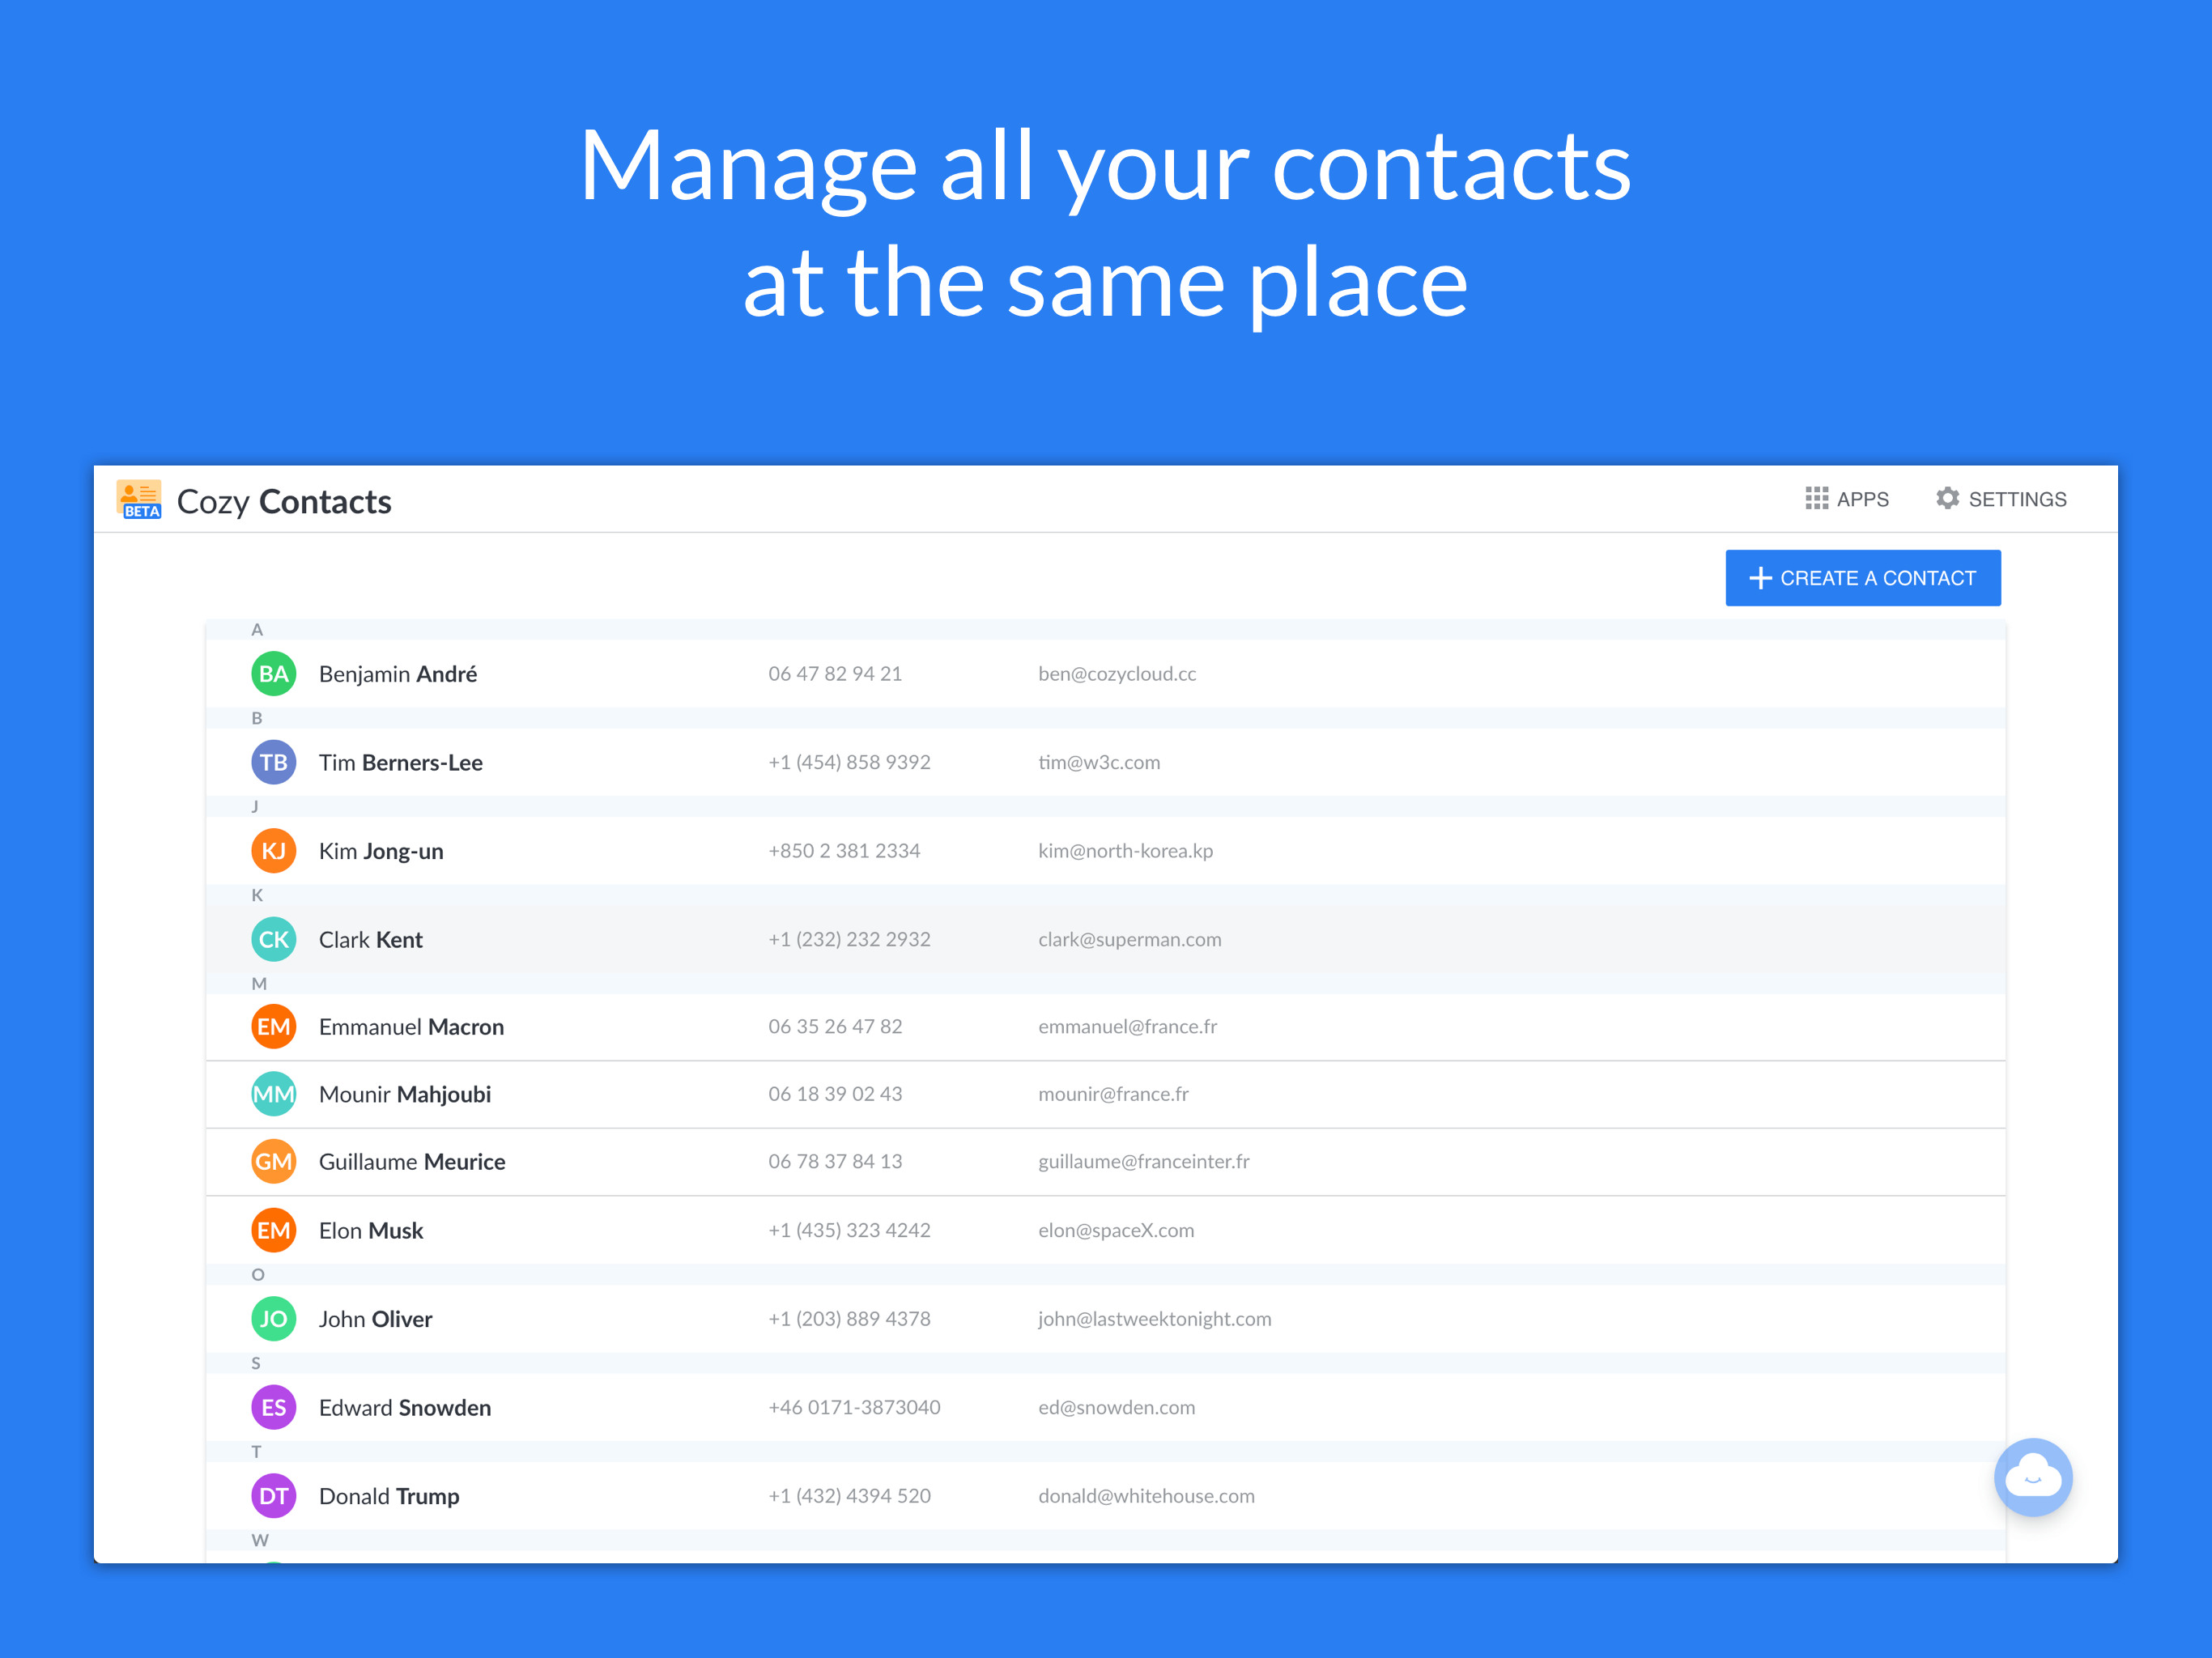 Manage all your contacts
at the same place
BETA
Cozy Contacts
APPS
SETTINGS
CREATE A CONTACT
A
BA Benjamin André 06 47 82 94 21 ben@cozycloud.cc
B
TB Tim Berners-Lee +1 (454) 858 9392 tim@w3c.com
J
KJ Kim Jong-un +850 2 381 2334 kim@north-korea.kp
K
CK Clark Kent +1 (232) 232 2932 clark@superman.com
M
EM Emmanuel Macron 06 35 26 47 82 emmanuel@france.fr
MM Mounir Mahjoubi 06 18 39 02 43 mounir@france.fr
GM Guillaume Meurice 06 78 37 84 13 guillaume@franceinter.fr
EM Elon Musk +1 (435) 323 4242 elon@spaceX.com
O
JO John Oliver +1 (203) 889 4378 john@lastweektonight.com
S
ES Edward Snowden +46 0171-3873040 ed@snowden.com
T
DT Donald Trump +1 (432) 4394 520 donald@whitehouse.com
W